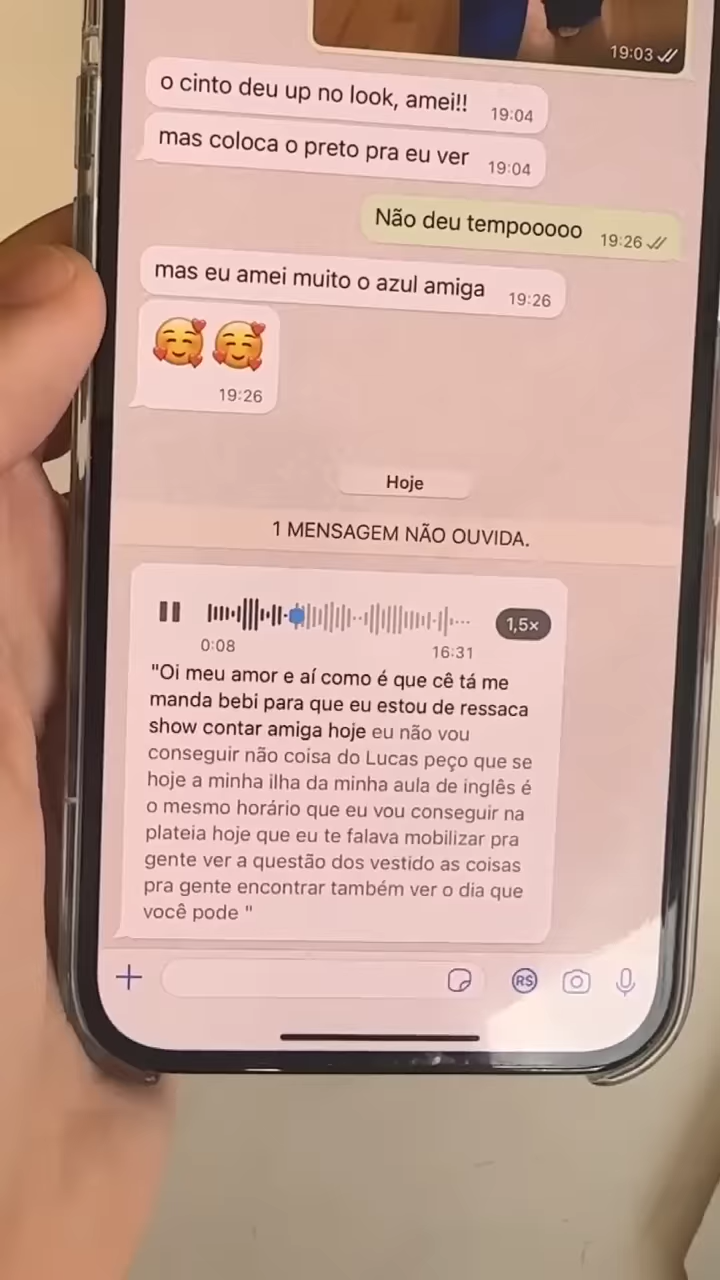 19:03
o cinto deu up no look, amei!! 19:04
mas coloca o preto pra eu ver 19:04
Não deu tempooooo 19:26
mas eu amei muito o azul amiga 19:26
🥰🥰
19:26
Hoje
1 MENSAGEM NÃO OUVIDA.
1,5×
0:08 16:31
"Oi meu amor e aí como é que cê tá me
manda bebi para que eu estou de ressaca
show contar amiga hoje eu não vou
conseguir não coisa do Lucas peço que se
hoje a minha ilha da minha aula de inglês é
o mesmo horário que eu vou conseguir na
plateia hoje que eu te falava mobilizar pra
gente ver a questão dos vestido as coisas
pra gente encontrar também ver o dia que
você pode "
R$